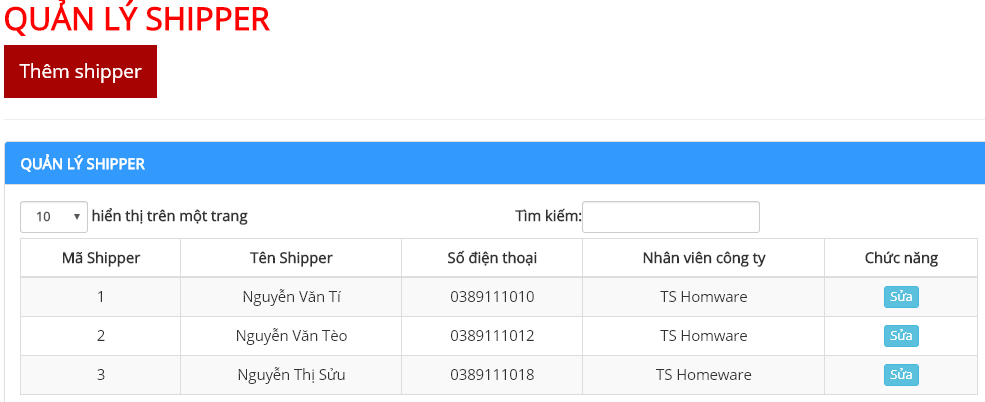 QUẢN LÝ SHIPPER
Thêm shipper
QUẢN LÝ SHIPPER
10 hiển thị trên một trang Tìm kiếm:
Mã Shipper Tên Shipper Số điện thoại Nhân viên công ty Chức năng
1 Nguyễn Văn Tí 0389111010 TS Homware Sửa
2 Nguyễn Văn Tèo 0389111012 TS Homware Sửa
3 Nguyễn Thị Sửu 0389111018 TS Homeware Sửa